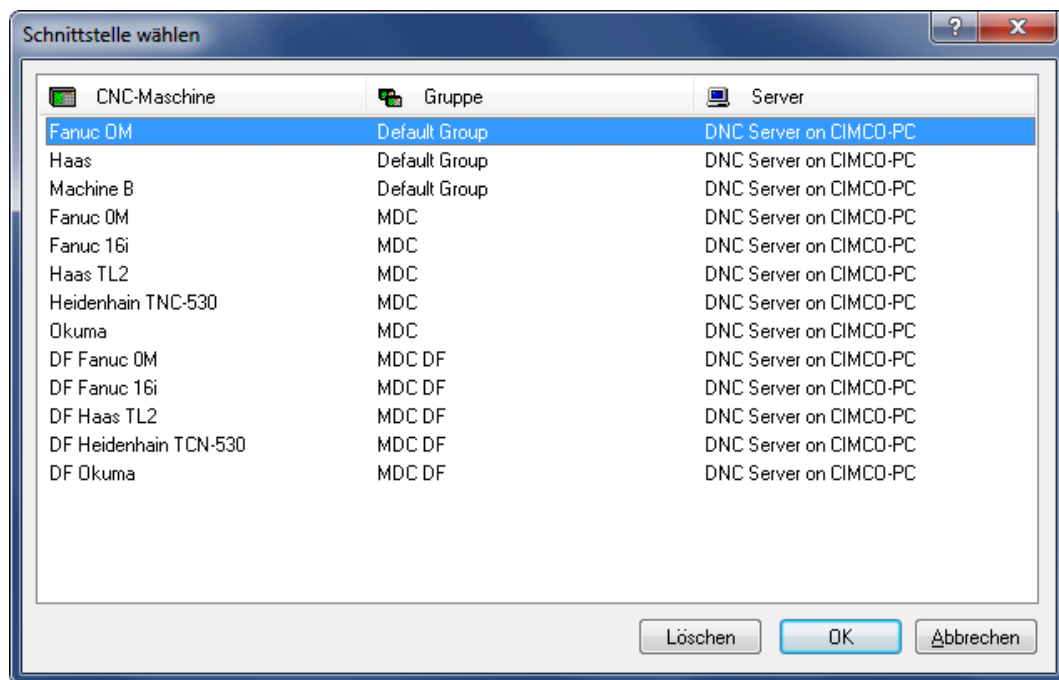 Schnittstelle wählen
CNC-Maschine Gruppe Server
Fanuc OM Default Group DNC Server on CIMCO-PC
Haas Default Group DNC Server on CIMCO-PC
Machine B Default Group DNC Server on CIMCO-PC
Fanuc 0M MDC DNC Server on CIMCO-PC
Fanuc 16i MDC DNC Server on CIMCO-PC
Haas TL2 MDC DNC Server on CIMCO-PC
Heidenhain TNC-530 MDC DNC Server on CIMCO-PC
Okuma MDC DNC Server on CIMCO-PC
DF Fanuc 0M MDC DF DNC Server on CIMCO-PC
DF Fanuc 16i MDC DF DNC Server on CIMCO-PC
DF Haas TL2 MDC DF DNC Server on CIMCO-PC
DF Heidenhain TCN-530 MDC DF DNC Server on CIMCO-PC
DF Okuma MDC DF DNC Server on CIMCO-PC
Löschen OK Abbrechen